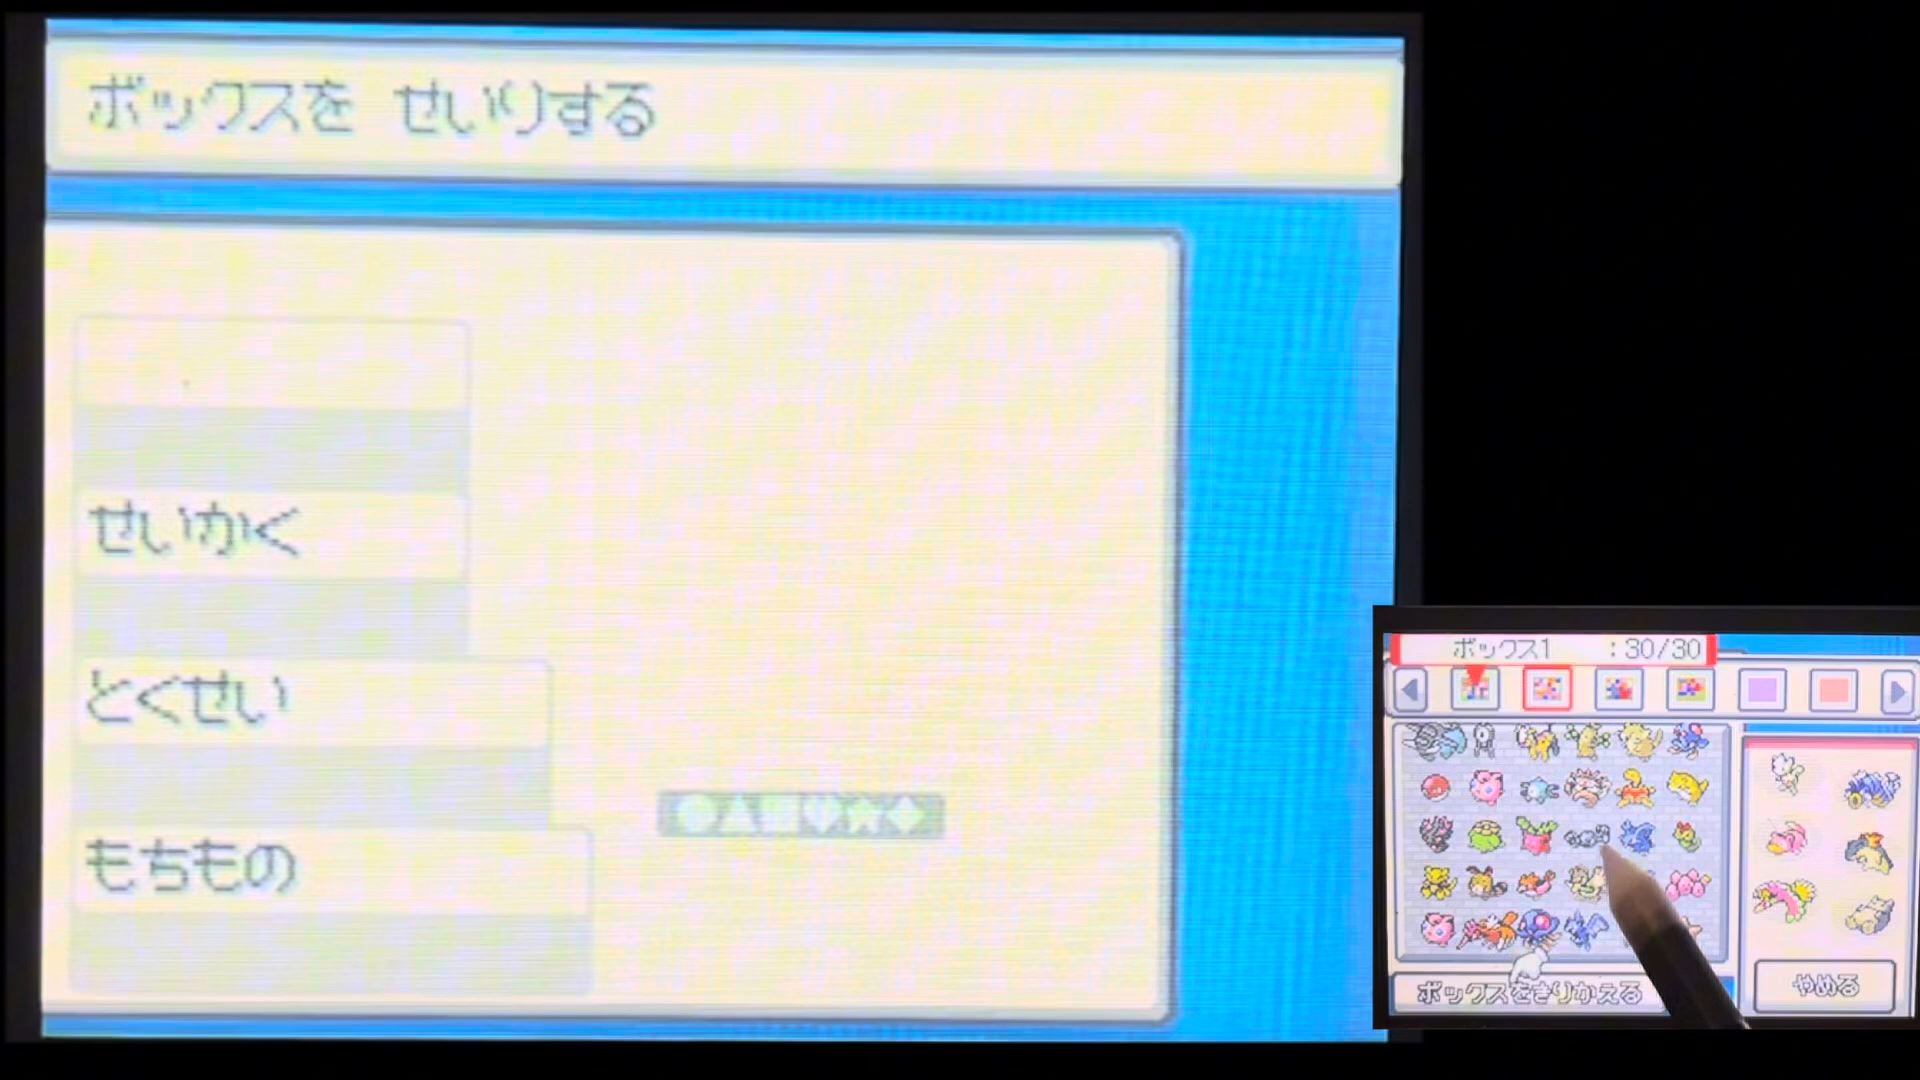 ボックスを せいりする
せいかく
とくせい
もちもの
ボックス1 :30/30
ボックスをきりかえる
やめる